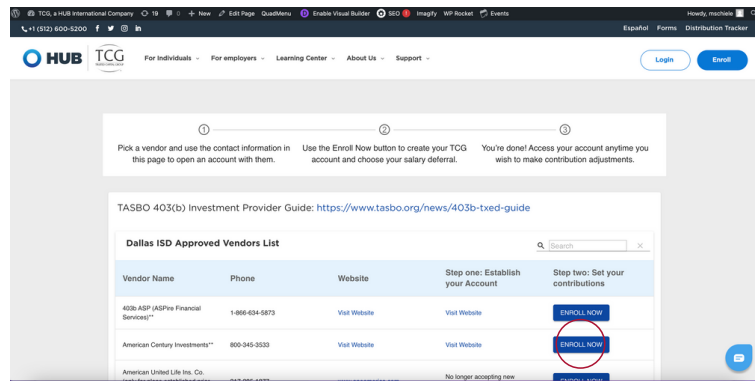 TCG, a HUB International Company 19 0 + New Edit Page QuadMenu Enable Visual Builder SEO Imagify WP Rocket Events Howdy, mschiele
+1 (512) 600-5200 Español Forms Distribution Tracker
HUB TCG For Individuals For employers Learning Center About Us Support Login Enroll
1 2 3
Pick a vendor and use the contact information in
this page to open an account with them.
Use the Enroll Now button to create your TCG
account and choose your salary deferral.
You're done! Access your account anytime you
wish to make contribution adjustments.
TASBO 403(b) Investment Provider Guide: https://www.tasbo.org/news/403b-txed-guide
Dallas ISD Approved Vendors List Search
Vendor Name Phone Website Step one: Establish your Account Step two: Set your contributions
403b ASP (ASPire Financial
Services)** 1-866-634-5873 Visit Website Visit Website ENROLL NOW
American Century Investments** 800-345-3533 Visit Website Visit Website ENROLL NOW
American United Life Ins. Co.
No longer accepting new
ENROLL NOW